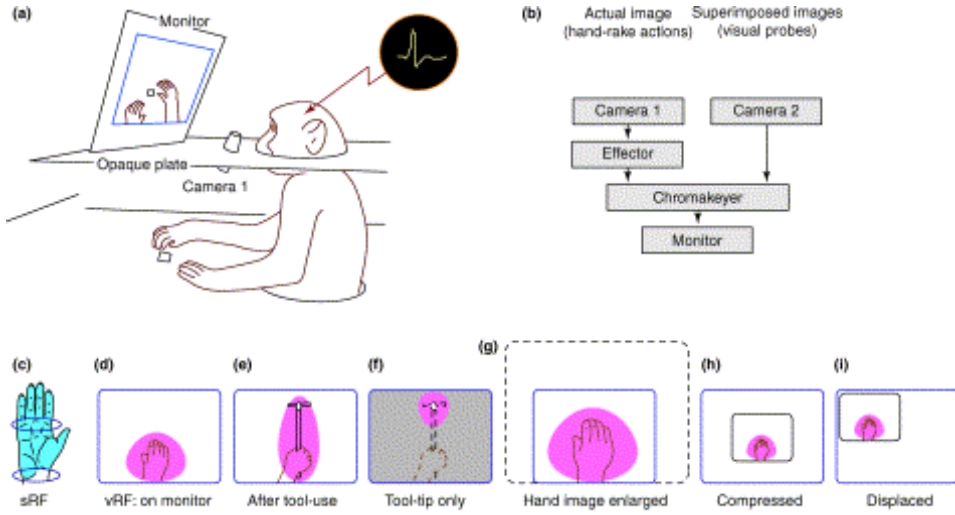 (a)
Monitor
Opaque plate
Camera 1
(b)
Actual image
(hand-rake actions)
Superimposed images
(visual probes)
Camera 1
Camera 2
Effector
Chromakeyer
Monitor
(c)
(d)
(e)
(f)
(g)
(h)
(i)
sRF
vRF: on monitor
After tool-use
Tool-tip only
Hand image enlarged
Compressed
Displaced